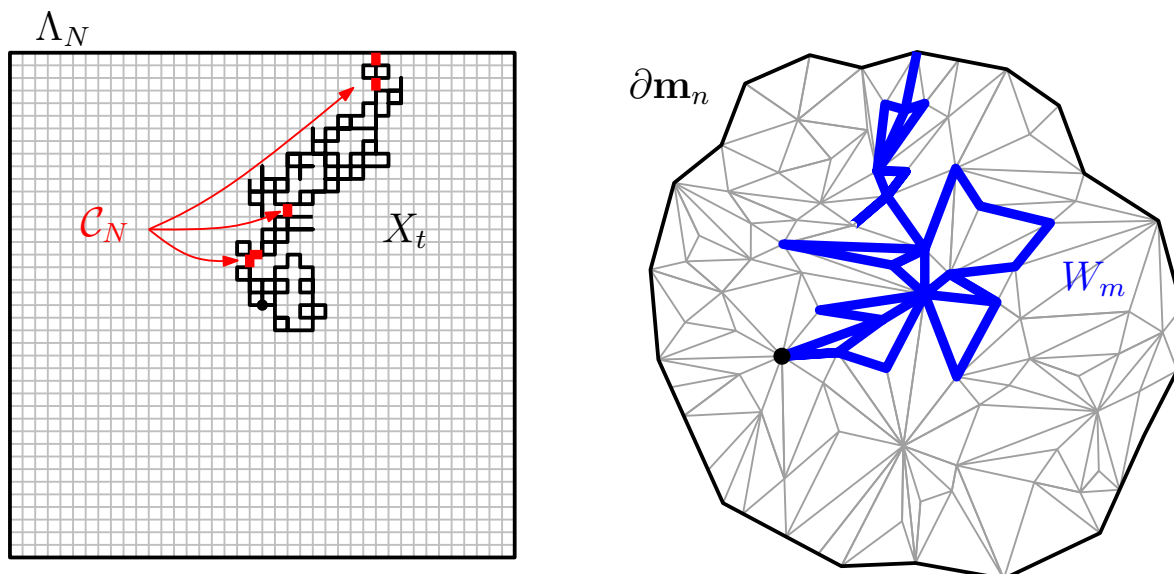 Λ_N
𝒞_N
X_t
∂𝐦_n
W_m